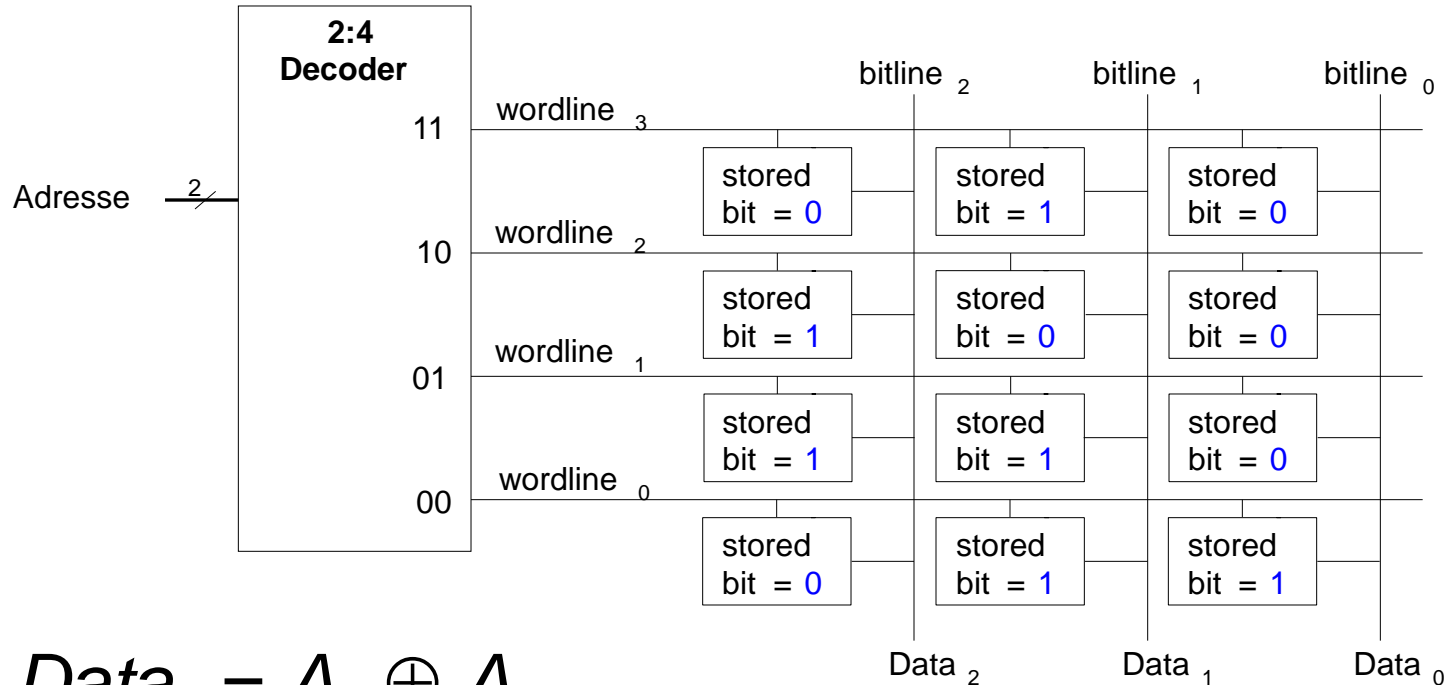 2:4
Decoder
bitline 2
bitline 1
bitline 0
11
wordline 3
Adresse
2
stored
bit = 0
stored
bit = 1
stored
bit = 0
10
wordline 2
stored
bit = 1
stored
bit = 0
stored
bit = 0
01
wordline 1
stored
bit = 1
stored
bit = 1
stored
bit = 0
00
wordline 0
stored
bit = 0
stored
bit = 1
stored
bit = 1
Data = A ⊕ A
Data 2
Data 1
Data 0